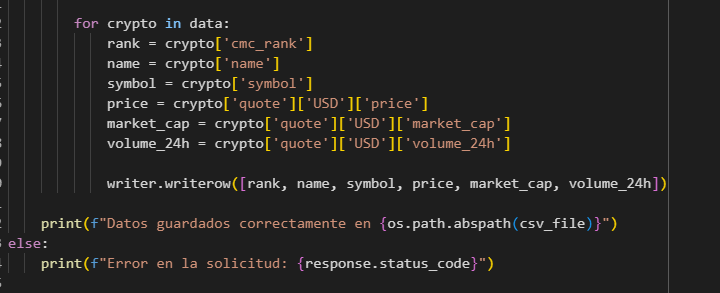 for crypto in data:
rank = crypto['cmc_rank']
name = crypto['name']
symbol = crypto['symbol']
price = crypto['quote']['USD']['price']
market_cap = crypto['quote']['USD']['market_cap']
volume_24h = crypto['quote']['USD']['volume_24h']
writer.writerow([rank, name, symbol, price, market_cap, volume_24h])
print(f"Datos guardados correctamente en {os.path.abspath(csv_file)}")
else:
print(f"Error en la solicitud: {response.status_code}")